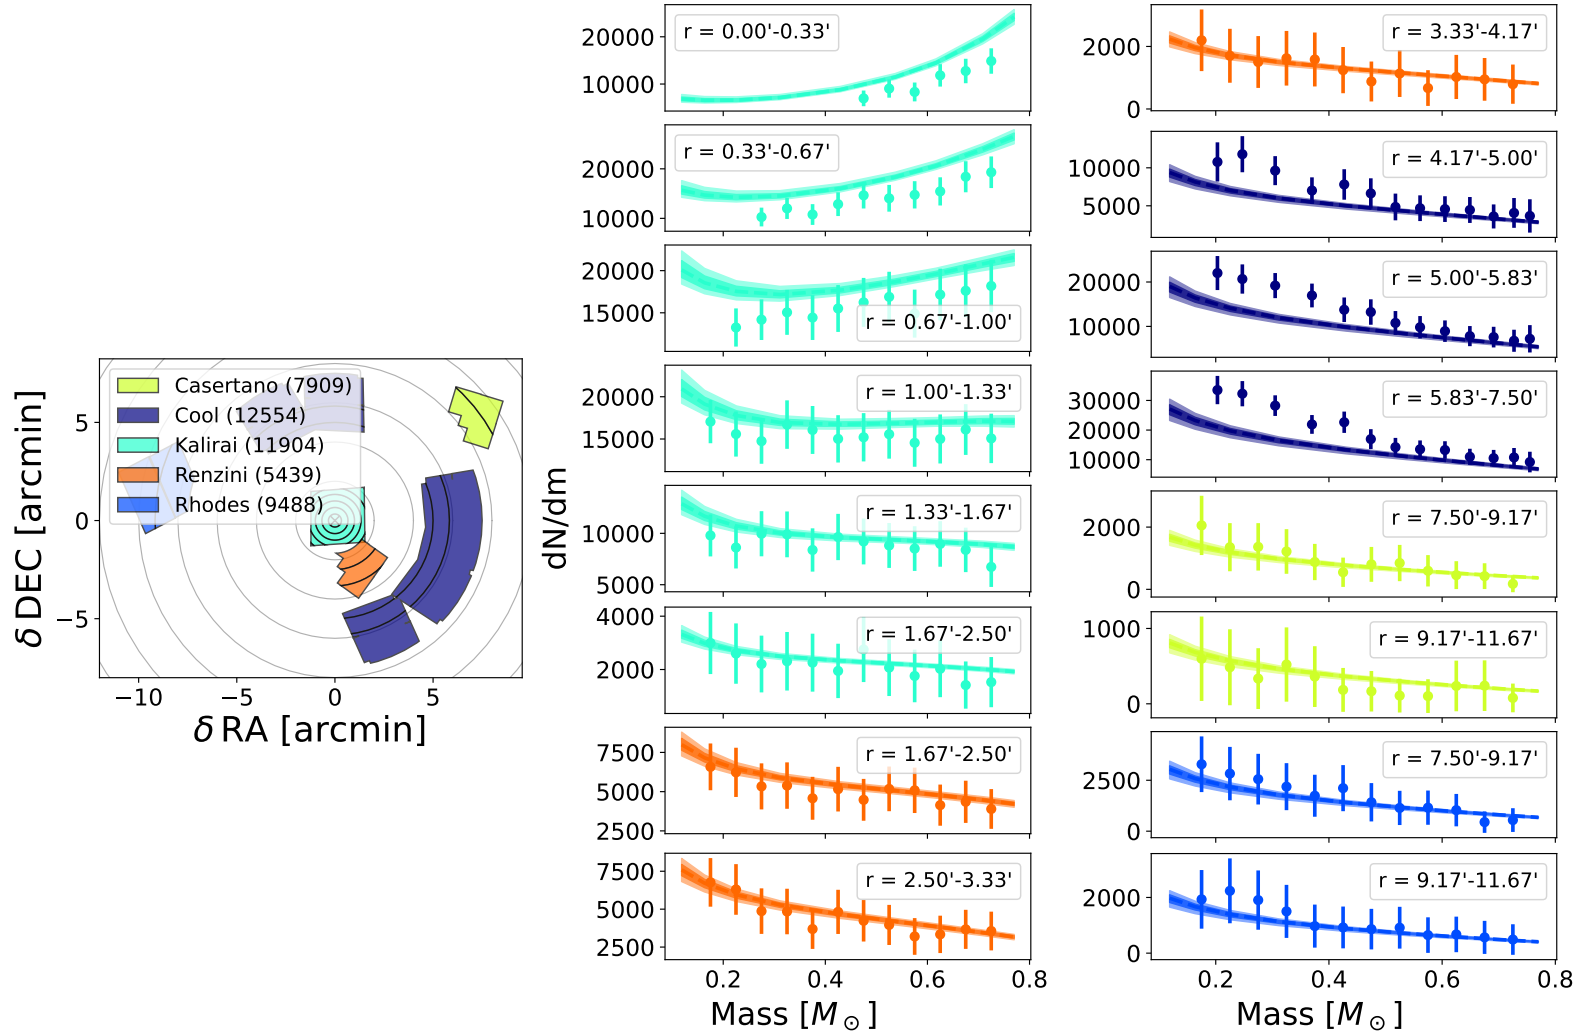 Casertano (7909)
Cool (12554)
Kalirai (11904)
Renzini (5439)
Rhodes (9488)
5
0
−5
−10
−5
0
5
δ RA [arcmin]
δ DEC [arcmin]
dN/dm
r = 0.00'-0.33'
20000
10000
r = 0.33'-0.67'
20000
10000
r = 0.67'-1.00'
20000
15000
r = 1.00'-1.33'
20000
15000
r = 1.33'-1.67'
10000
5000
r = 1.67'-2.50'
4000
2000
r = 1.67'-2.50'
7500
5000
2500
r = 2.50'-3.33'
7500
5000
2500
0.2
0.4
0.6
0.8
Mass [M⊙]
r = 3.33'-4.17'
2000
0
r = 4.17'-5.00'
10000
5000
r = 5.00'-5.83'
20000
10000
r = 5.83'-7.50'
30000
20000
10000
r = 7.50'-9.17'
2000
0
r = 9.17'-11.67'
1000
0
r = 7.50'-9.17'
2500
0
r = 9.17'-11.67'
2000
0
0.2
0.4
0.6
0.8
Mass [M⊙]